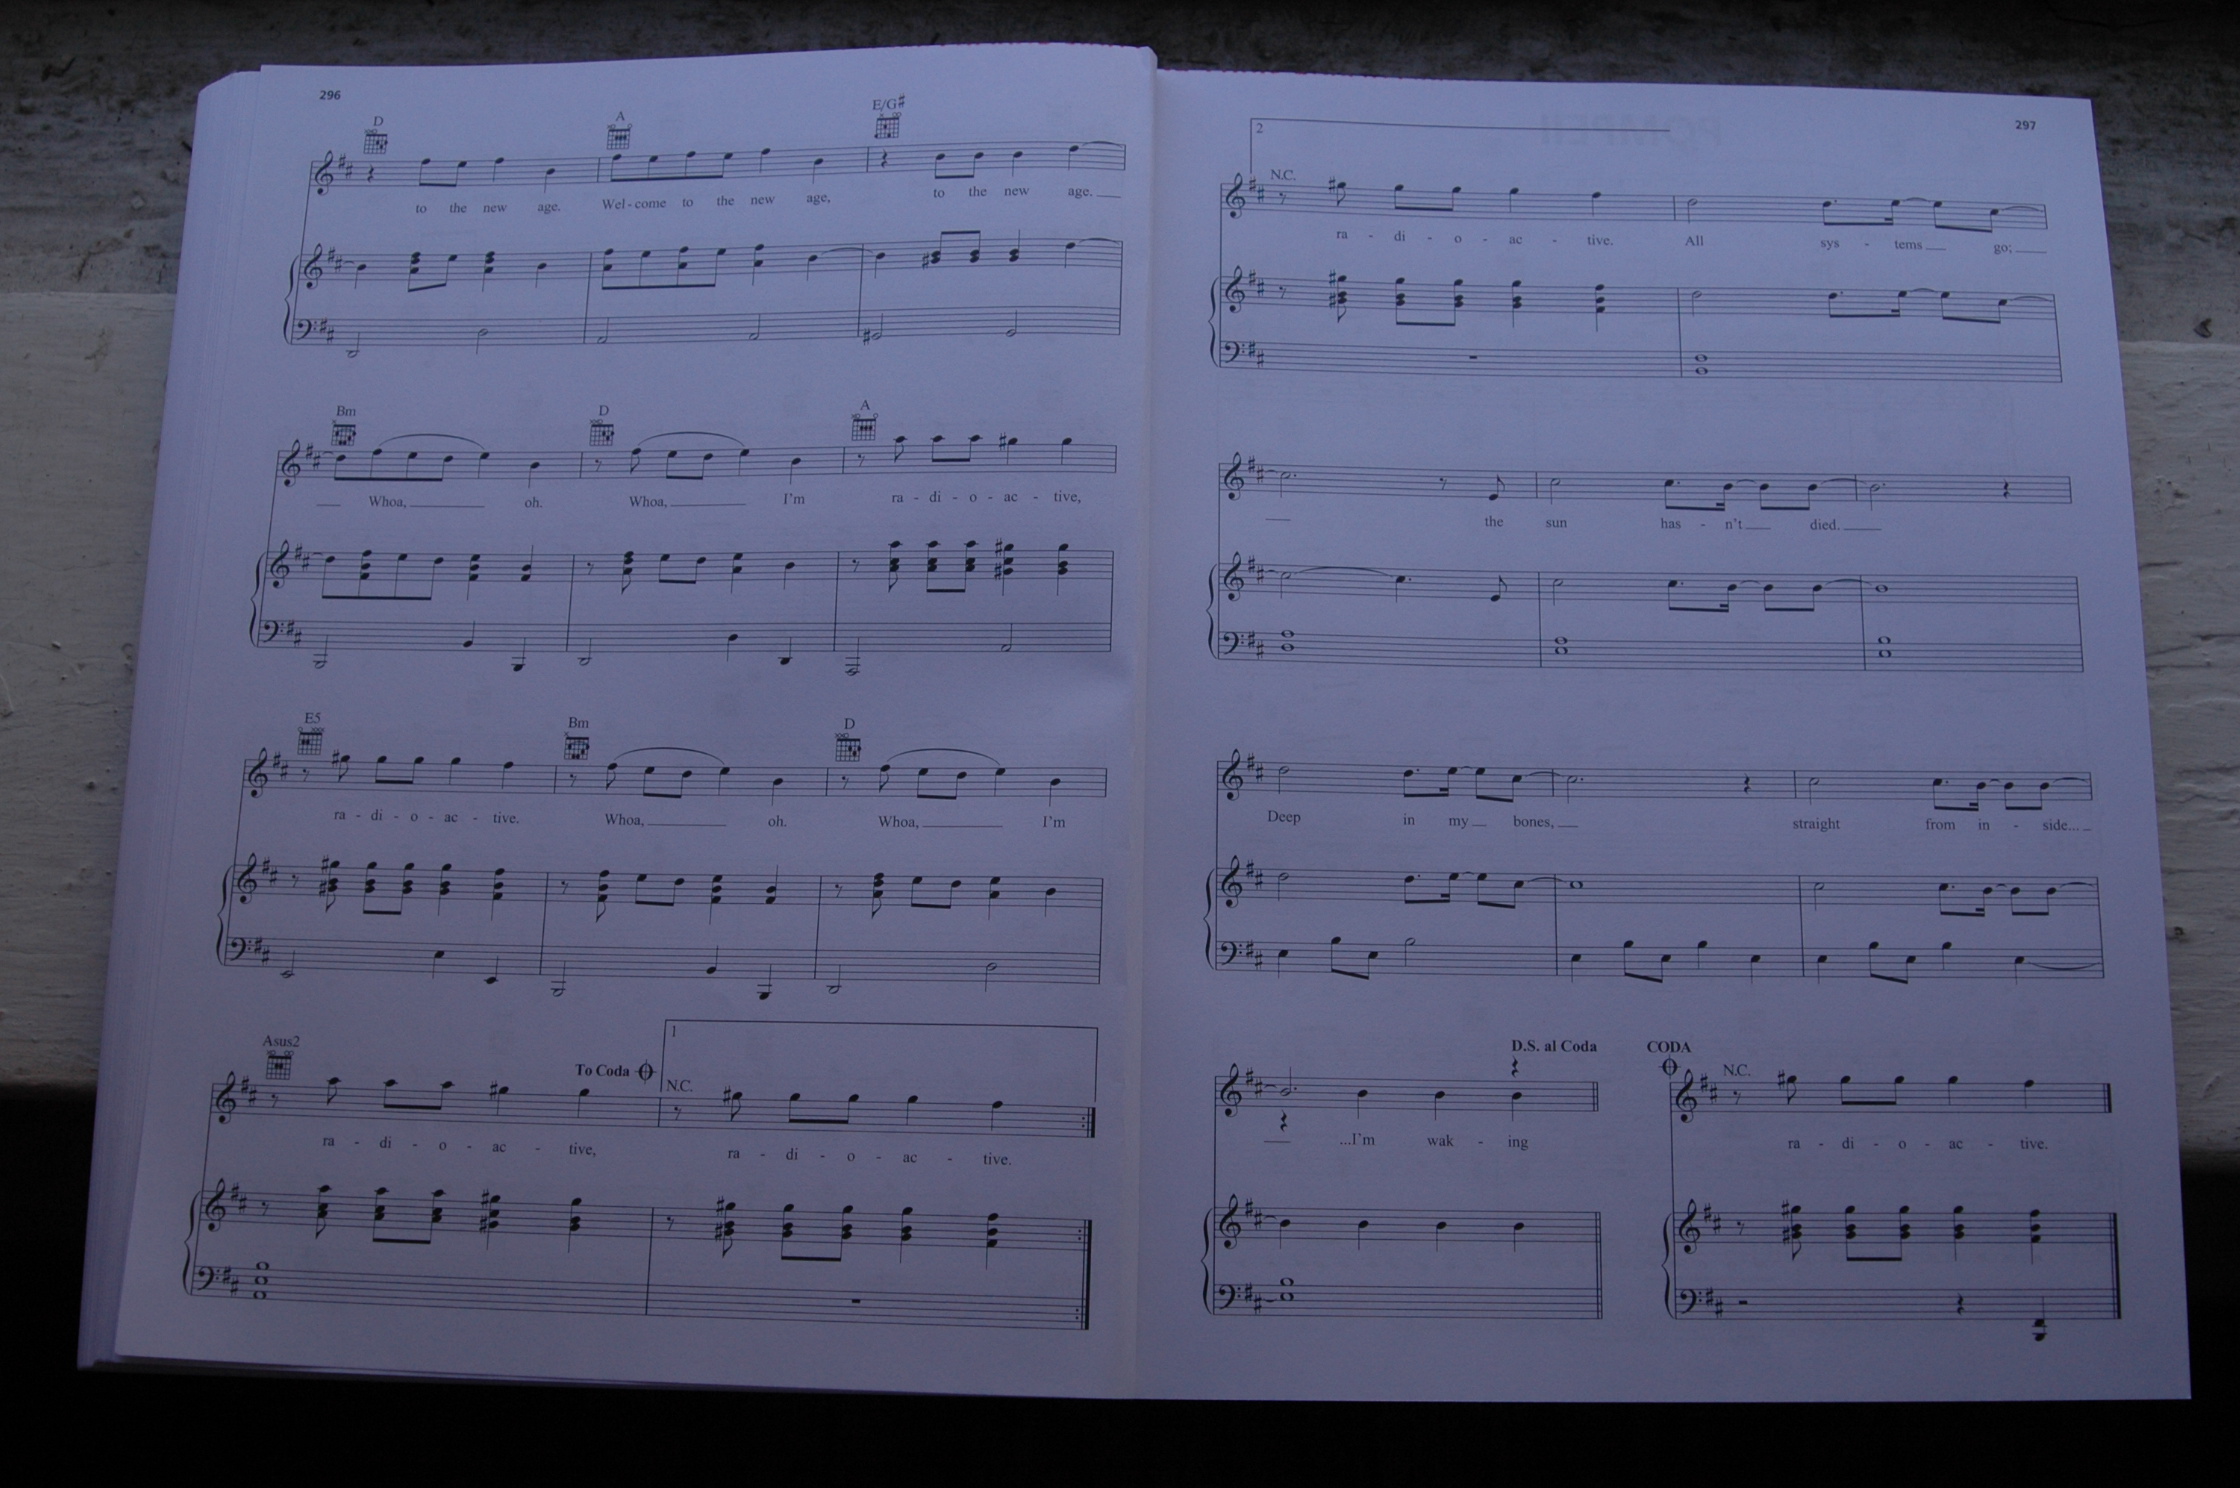 296
D A E/G♯
to the new age. Wel - come to the new age, to the new age.
Bm D A
Whoa, oh. Whoa, I'm ra - di - o - ac - tive,
E5 Bm D
ra - di - o - ac - tive. Whoa, oh. Whoa, I'm
Asus2 To Coda
1
N.C.
ra - di - o - ac - tive, ra - di - o - ac - tive.
297
2
N.C.
ra - di - o - ac - tive. All sys - tems go;
the sun has - n't died.
Deep in my bones, straight from in - side...
D.S. al Coda CODA
N.C.
...I'm wak - ing ra - di - o - ac - tive.